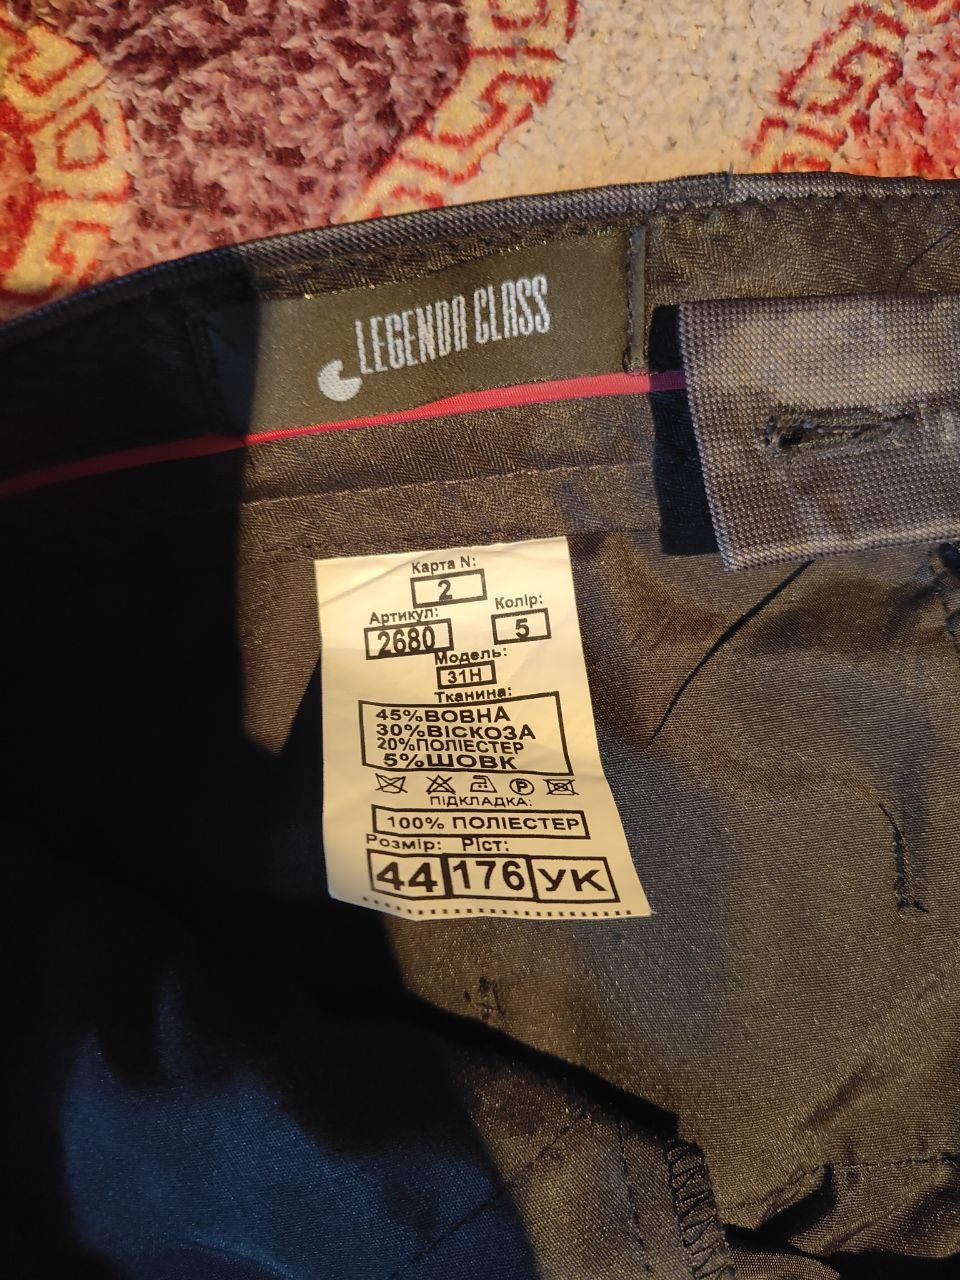 LEGENDA CLASS
Карта N:
2
Артикул: Колір:
2680 5
Модель:
31Н
Тканина:
45%ВОВНА
30%ВІСКОЗА
20%ПОЛІЕСТЕР
5%ШОВК
P
ПІДКЛАДКА:
100% ПОЛІЕСТЕР
Розмір: Ріст:
44 176 УК